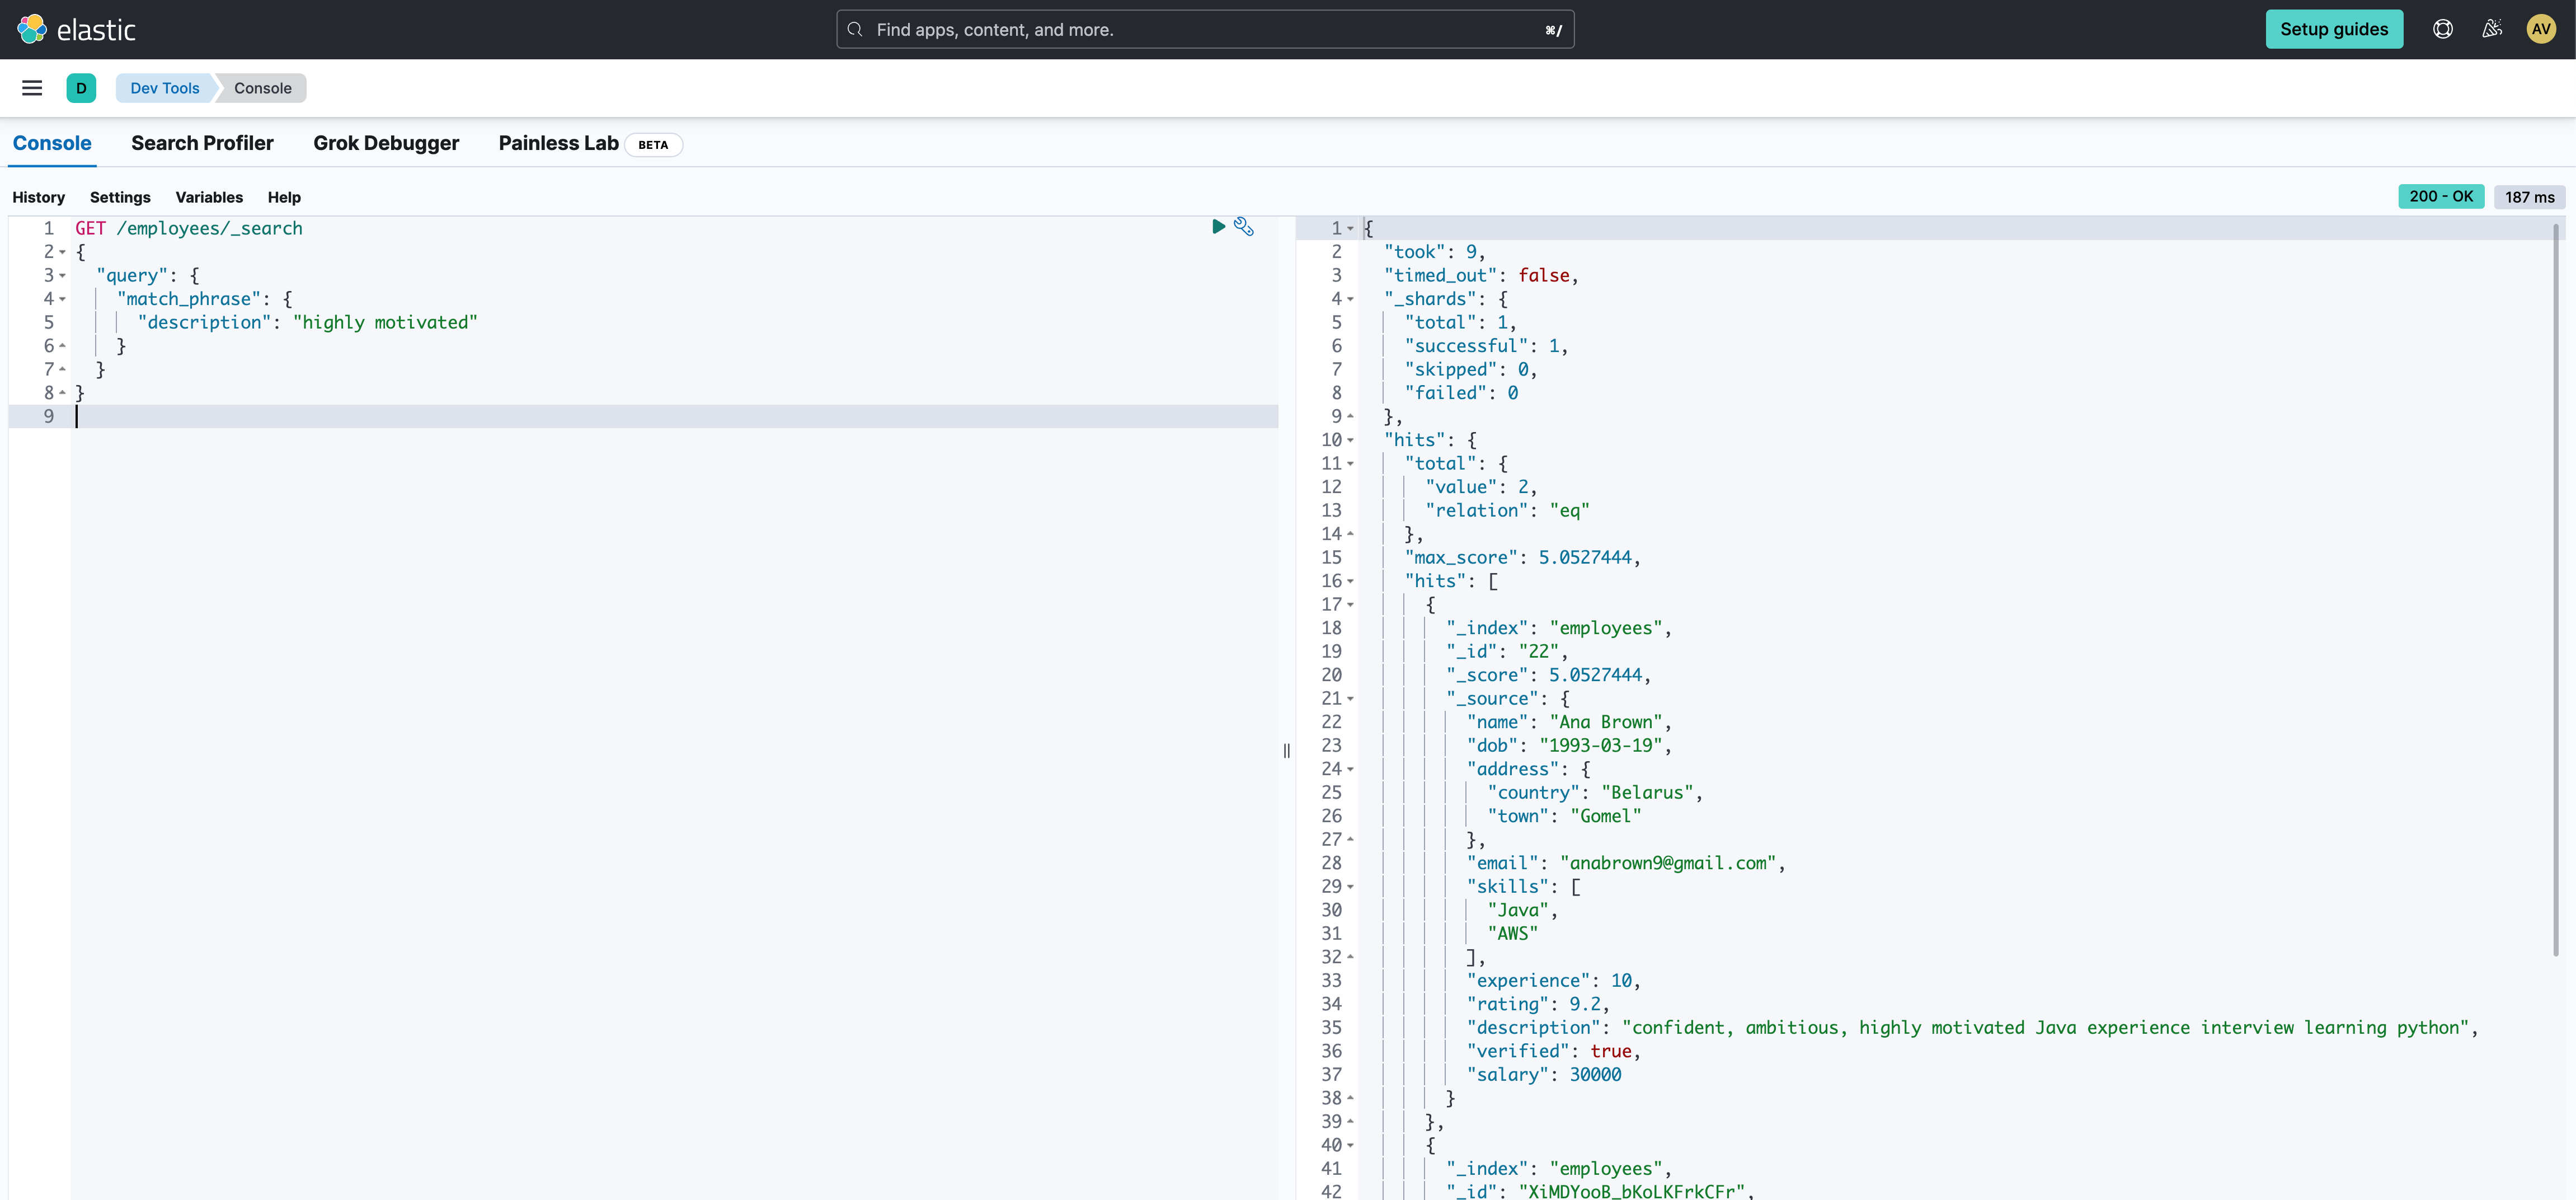 elastic
Find apps, content, and more.
⌘/
Setup guides
AV
D
Dev Tools
Console
Console
Search Profiler
Grok Debugger
Painless Lab
BETA
History
Settings
Variables
Help
200 - OK
187 ms
1 GET /employees/_search
2 {
3   "query": {
4     "match_phrase": {
5       "description": "highly motivated"
6     }
7   }
8 }
9
1 {
2   "took": 9,
3   "timed_out": false,
4   "_shards": {
5     "total": 1,
6     "successful": 1,
7     "skipped": 0,
8     "failed": 0
9   },
10   "hits": {
11     "total": {
12       "value": 2,
13       "relation": "eq"
14     },
15     "max_score": 5.0527444,
16     "hits": [
17       {
18         "_index": "employees",
19         "_id": "22",
20         "_score": 5.0527444,
21         "_source": {
22           "name": "Ana Brown",
23           "dob": "1993-03-19",
24           "address": {
25             "country": "Belarus",
26             "town": "Gomel"
27           },
28           "email": "anabrown9@gmail.com",
29           "skills": [
30             "Java",
31             "AWS"
32           ],
33           "experience": 10,
34           "rating": 9.2,
35           "description": "confident, ambitious, highly motivated Java experience interview learning python",
36           "verified": true,
37           "salary": 30000
38         }
39       },
40       {
41         "_index": "employees",
42         "_id": "XiMDYooB_bKoLKFrkCFr",